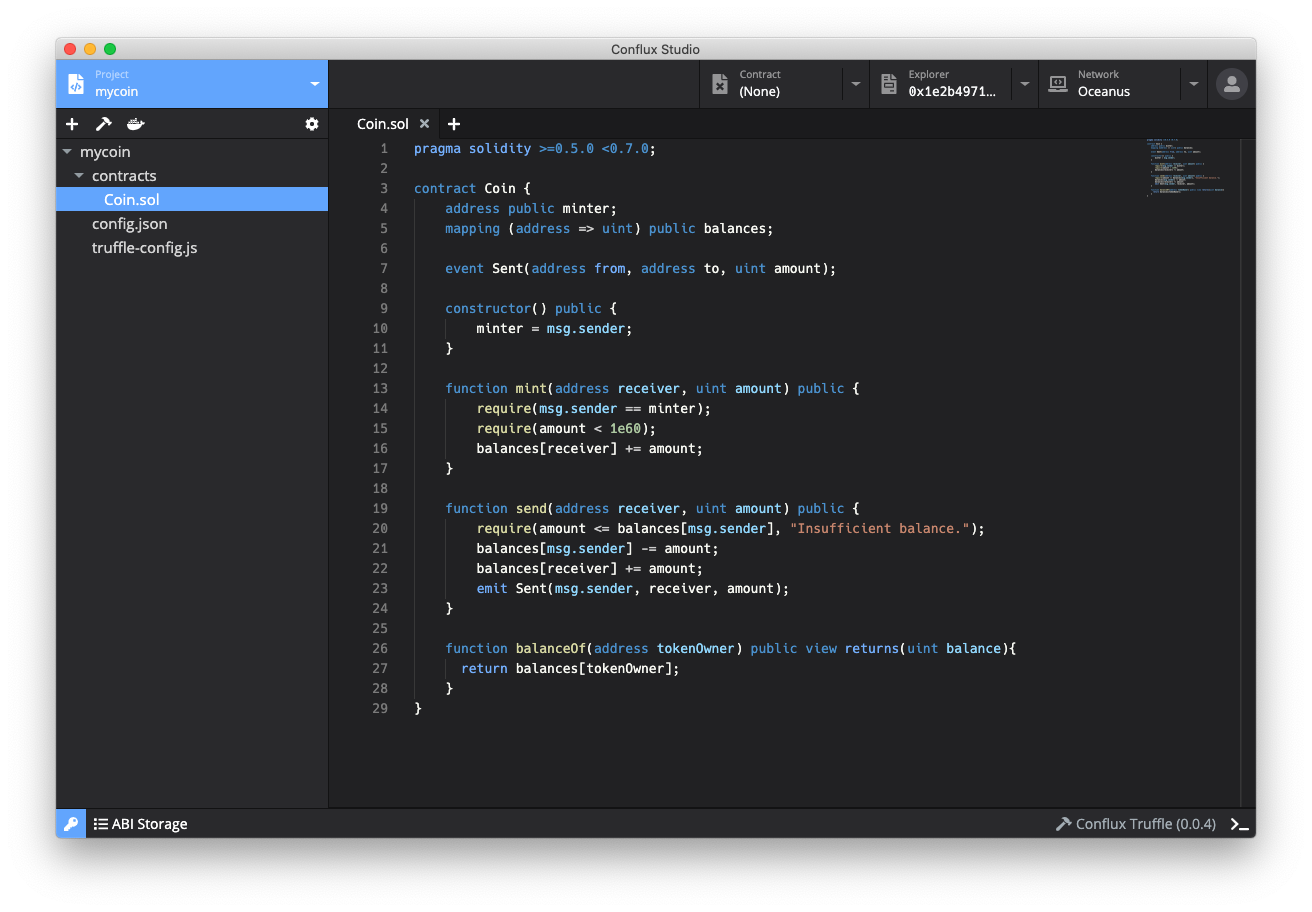 Conflux Studio
Project
mycoin
Contract
(None)
Explorer
0x1e2b4971...
Network
Oceanus
Coin.sol
mycoin
contracts
Coin.sol
config.json
truffle-config.js
1 pragma solidity >=0.5.0 <0.7.0;
2
3 contract Coin {
4     address public minter;
5     mapping (address => uint) public balances;
6
7     event Sent(address from, address to, uint amount);
8
9     constructor() public {
10         minter = msg.sender;
11     }
12
13     function mint(address receiver, uint amount) public {
14         require(msg.sender == minter);
15         require(amount < 1e60);
16         balances[receiver] += amount;
17     }
18
19     function send(address receiver, uint amount) public {
20         require(amount <= balances[msg.sender], "Insufficient balance.");
21         balances[msg.sender] -= amount;
22         balances[receiver] += amount;
23         emit Sent(msg.sender, receiver, amount);
24     }
25
26     function balanceOf(address tokenOwner) public view returns(uint balance){
27       return balances[tokenOwner];
28     }
29 }
ABI Storage
Conflux Truffle (0.0.4)